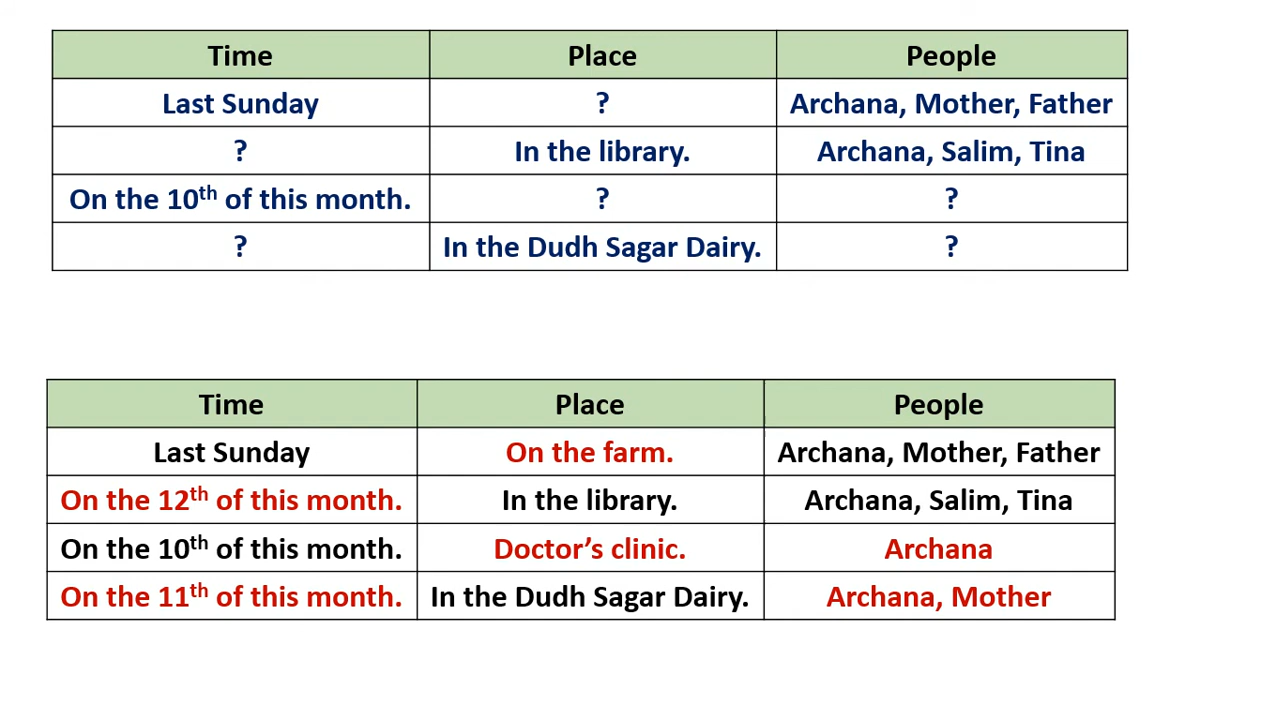 Time Place People
Last Sunday ? Archana, Mother, Father
? In the library. Archana, Salim, Tina
On the 10th of this month. ? ?
? In the Dudh Sagar Dairy. ?
Time Place People
Last Sunday On the farm. Archana, Mother, Father
On the 12th of this month. In the library. Archana, Salim, Tina
On the 10th of this month. Doctor’s clinic. Archana
On the 11th of this month. In the Dudh Sagar Dairy. Archana, Mother